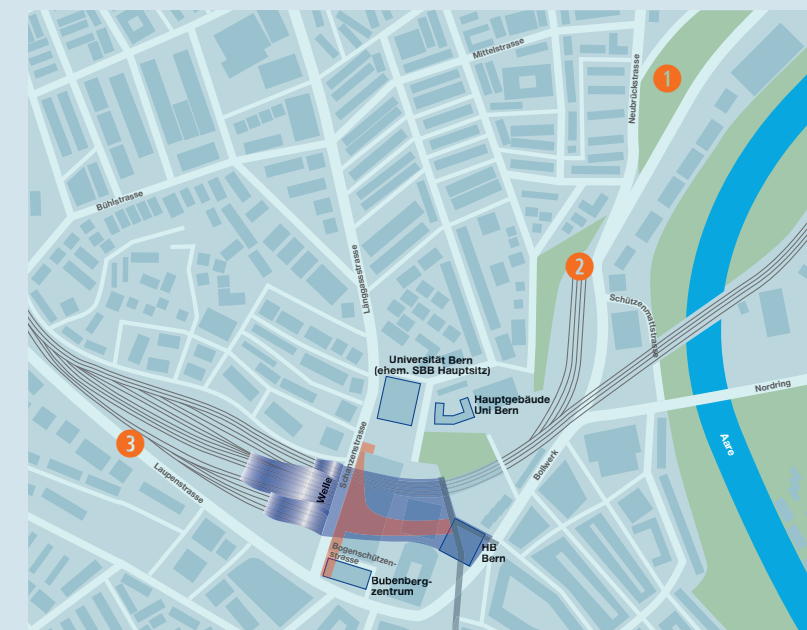 Mittelstrasse
Neubrückstrasse
1
Bühlstrasse
Länggassstrasse
2
Schützenmattstrasse
Universität Bern
(ehem. SBB Hauptsitz)
Hauptgebäude
Uni Bern
Nordring
3
Laupenstrasse
Schanzenstrasse
Welle
Bollwerk
Aare
Bogenschützen-
strasse
HB
Bern
Bubenberg-
zentrum